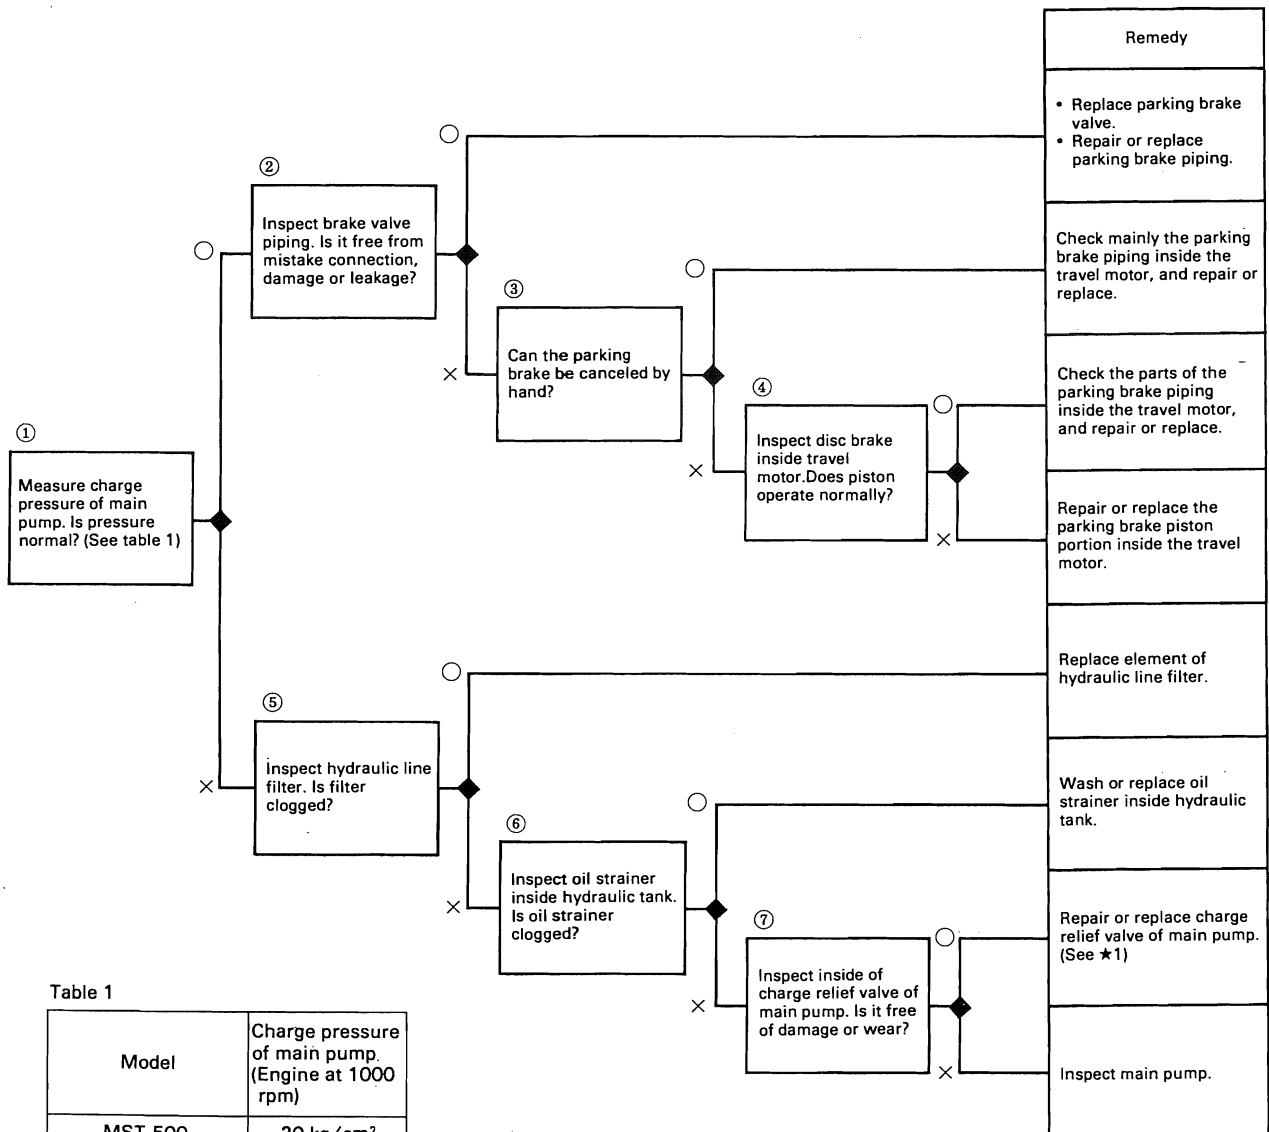 Remedy
• Replace parking brake
valve.
• Repair or replace
parking brake piping.
②
Inspect brake valve
piping. Is it free from
mistake connection,
damage or leakage?
○
○
×
③
Can the parking
brake be canceled by
hand?
○
×
Check mainly the parking
brake piping inside the
travel motor, and repair or
replace.
④
Inspect disc brake
inside travel
motor.Does piston
operate normally?
○
×
Check the parts of the
parking brake piping
inside the travel motor,
and repair or replace.
Repair or replace the
parking brake piston
portion inside the travel
motor.
①
Measure charge
pressure of main
pump. Is pressure
normal? (See table 1)
×
⑤
Inspect hydraulic line
filter. Is filter
clogged?
○
×
Replace element of
hydraulic line filter.
⑥
Inspect oil strainer
inside hydraulic tank.
Is oil strainer
clogged?
○
×
Wash or replace oil
strainer inside hydraulic
tank.
⑦
Inspect inside of
charge relief valve of
main pump. Is it free
of damage or wear?
○
×
Repair or replace charge
relief valve of main pump.
(See ★1)
Inspect main pump.
Table 1
Model
Charge pressure
of main pump.
(Engine at 1000
rpm)
MST-500
20 kg/cm²